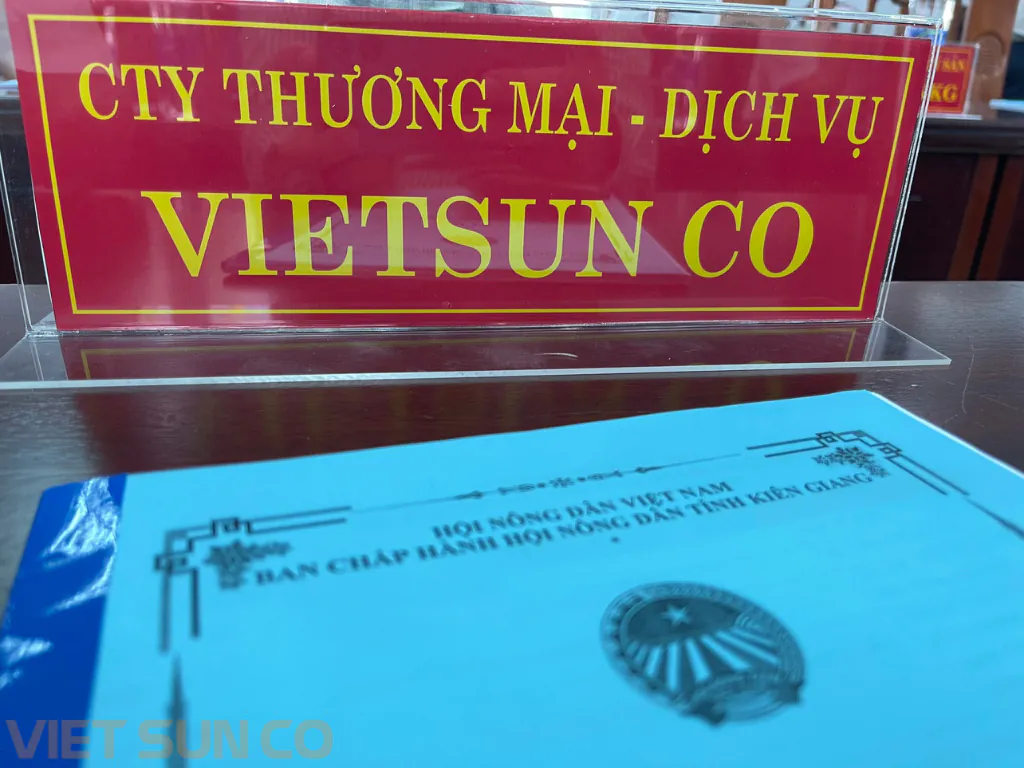 CTY THƯƠNG MẠI - DỊCH VỤ
VIETSUN CO
KG
HỘI NÔNG DÂN VIỆT NAM
BAN CHẤP HÀNH HỘI NÔNG DÂN TỈNH KIÊN GIANG
VIET SUN CO